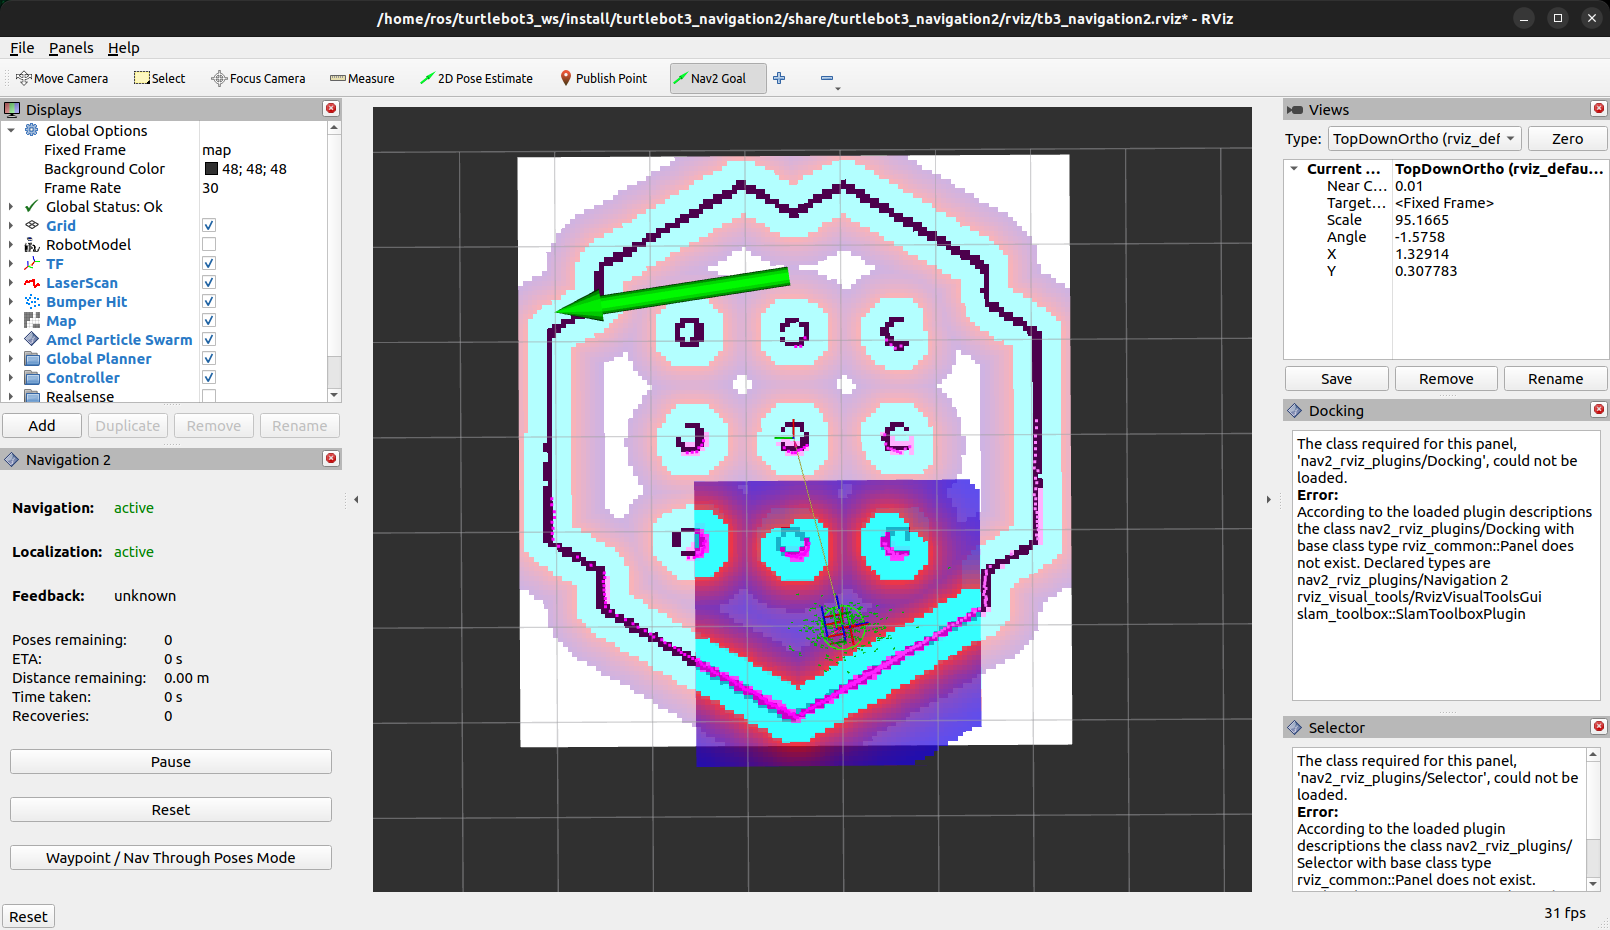 /home/ros/turtlebot3_ws/install/turtlebot3_navigation2/share/turtlebot3_navigation2/rviz/tb3_navigation2.rviz* - RViz
File Panels Help
Move Camera Select Focus Camera Measure 2D Pose Estimate Publish Point Nav2 Goal
Displays
Global Options
Fixed Frame map
Background Color 48; 48; 48
Frame Rate 30
Global Status: Ok
Grid
RobotModel
TF
LaserScan
Bumper Hit
Map
Amcl Particle Swarm
Global Planner
Controller
Realsense
Add Duplicate Remove Rename
Navigation 2
Navigation: active
Localization: active
Feedback: unknown
Poses remaining: 0
ETA: 0 s
Distance remaining: 0.00 m
Time taken: 0 s
Recoveries: 0
Pause
Reset
Waypoint / Nav Through Poses Mode
Reset
Views
Type: TopDownOrtho (rviz_def Zero
Current ... TopDownOrtho (rviz_defau...
Near C... 0.01
Target... <Fixed Frame>
Scale 95.1665
Angle -1.5758
X 1.32914
Y 0.307783
Save Remove Rename
Docking
The class required for this panel,
'nav2_rviz_plugins/Docking', could not be
loaded.
Error:
According to the loaded plugin descriptions
the class nav2_rviz_plugins/Docking with
base class type rviz_common::Panel does
not exist. Declared types are
nav2_rviz_plugins/Navigation 2
rviz_visual_tools/RvizVisualToolsGui
slam_toolbox::SlamToolboxPlugin
Selector
The class required for this panel,
'nav2_rviz_plugins/Selector', could not be
loaded.
Error:
According to the loaded plugin
descriptions the class nav2_rviz_plugins/
Selector with base class type
rviz_common::Panel does not exist.
31 fps